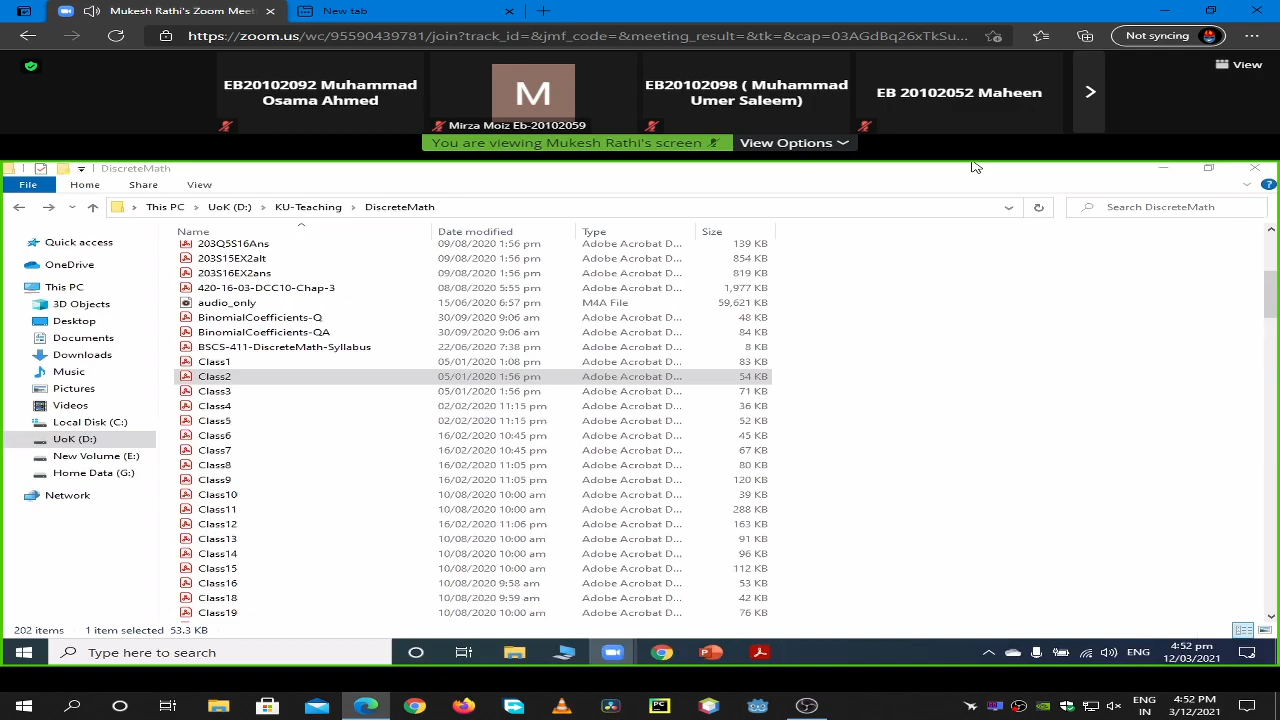 Mukesh Rathi's Zoom Meet
New tab
https://zoom.us/wc/95590439781/join?track_id=&jmf_code=&meeting_result=&tk=&cap=03AGdBq26xTkSu...
Not syncing
View
EB20102092 Muhammad
Osama Ahmed
M
Mirza Moiz Eb-20102059
EB20102098 ( Muhammad
Umer Saleem)
EB 20102052 Maheen
You are viewing Mukesh Rathi's screen
View Options
DiscreteMath
File Home Share View
This PC UoK (D:) KU-Teaching DiscreteMath
Search DiscreteMath
Name Date modified Type Size
203Q5S16Ans 09/08/2020 1:56 pm Adobe Acrobat D... 139 KB
203S15EX2alt 09/08/2020 1:56 pm Adobe Acrobat D... 854 KB
203S16EX2ans 09/08/2020 1:56 pm Adobe Acrobat D... 819 KB
420-16-03-DCC10-Chap-3 08/08/2020 5:55 pm Adobe Acrobat D... 1,977 KB
audio_only 15/06/2020 6:57 pm M4A File 59,621 KB
BinomialCoefficients-Q 30/09/2020 9:06 am Adobe Acrobat D... 48 KB
BinomialCoefficients-QA 30/09/2020 9:06 am Adobe Acrobat D... 84 KB
BSCS-411-DiscreteMath-Syllabus 22/06/2020 7:38 pm Adobe Acrobat D... 8 KB
Class1 05/01/2020 1:08 pm Adobe Acrobat D... 83 KB
Class2 05/01/2020 1:56 pm Adobe Acrobat D... 54 KB
Class3 05/01/2020 1:56 pm Adobe Acrobat D... 71 KB
Class4 02/02/2020 11:15 pm Adobe Acrobat D... 36 KB
Class5 02/02/2020 11:15 pm Adobe Acrobat D... 52 KB
Class6 16/02/2020 10:45 pm Adobe Acrobat D... 45 KB
Class7 16/02/2020 10:45 pm Adobe Acrobat D... 67 KB
Class8 16/02/2020 11:05 pm Adobe Acrobat D... 80 KB
Class9 16/02/2020 11:05 pm Adobe Acrobat D... 120 KB
Class10 10/08/2020 10:00 am Adobe Acrobat D... 39 KB
Class11 10/08/2020 10:00 am Adobe Acrobat D... 288 KB
Class12 16/02/2020 11:06 pm Adobe Acrobat D... 163 KB
Class13 10/08/2020 10:00 am Adobe Acrobat D... 91 KB
Class14 10/08/2020 10:00 am Adobe Acrobat D... 96 KB
Class15 10/08/2020 10:00 am Adobe Acrobat D... 112 KB
Class16 10/08/2020 9:58 am Adobe Acrobat D... 53 KB
Class18 10/08/2020 9:59 am Adobe Acrobat D... 42 KB
Class19 10/08/2020 10:00 am Adobe Acrobat D... 76 KB
Quick access
OneDrive
This PC
3D Objects
Desktop
Documents
Downloads
Music
Pictures
Videos
Local Disk (C:)
UoK (D:)
New Volume (E:)
Home Data (G:)
Network
202 items 1 item selected 53.3 KB
Type here to search
ENG
4:52 pm
12/03/2021
PC
ENG
IN
4:52 PM
3/12/2021